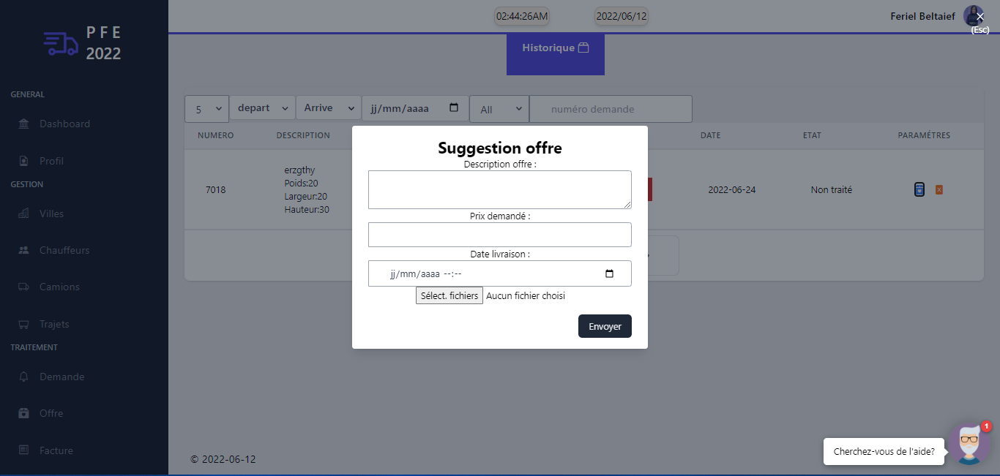 P F E
2022
GENERAL
Dashboard
Profil
GESTION
Villes
Chauffeurs
Camions
Trajets
TRAITEMENT
Demande
Offre
Facture
02:44:26AM
2022/06/12
Feriel Beltaief
(Esc)
Historique
5
depart
Arrive
jj/mm/aaaa
All
numéro demande
NUMERO
DESCRIPTION
DATE
ETAT
PARAMÉTRES
7018
erzgthy
Poids:20
Largeur:20
Hauteur:30
2022-06-24
Non traité
Suggestion offre
Description offre :
Prix demandé :
Date livraison :
jj/mm/aaaa --:--
Sélect. fichiers Aucun fichier choisi
Envoyer
© 2022-06-12
Cherchez-vous de l'aide?
1